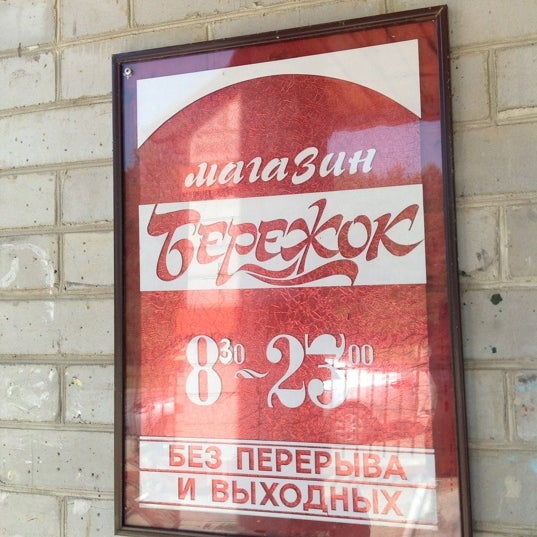 магазин
БЕРЕЖОК
8³⁰~23⁰⁰
БЕЗ ПЕРЕРЫВА
И ВЫХОДНЫХ